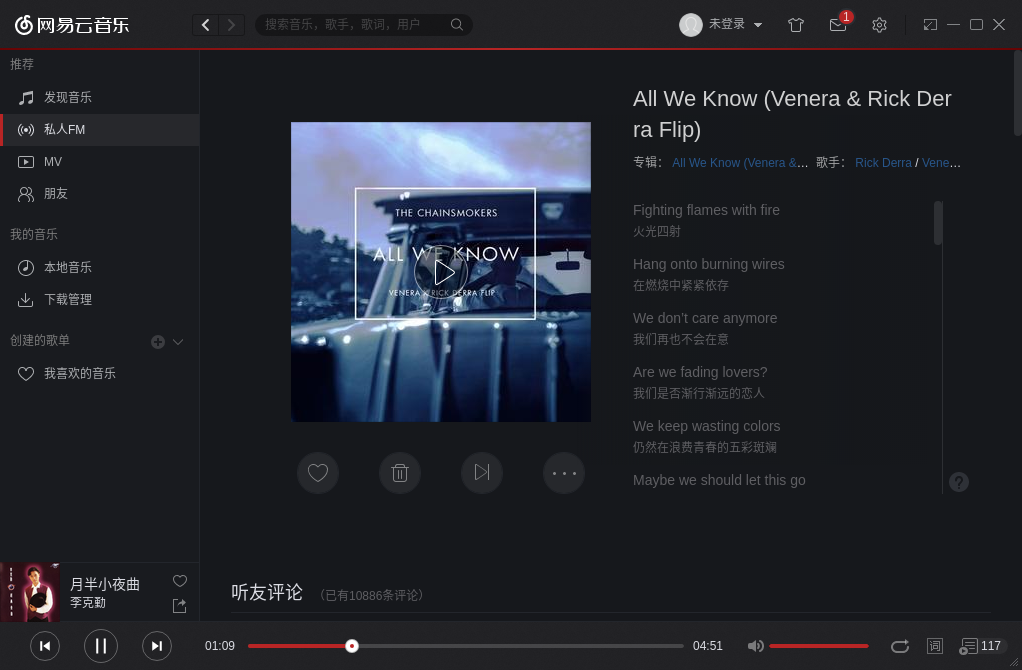 网易云音乐
搜索音乐，歌手，歌词，用户
未登录
1
推荐
发现音乐
私人FM
MV
朋友
我的音乐
本地音乐
下载管理
创建的歌单
我喜欢的音乐
THE CHAINSMOKERS
ALL WE KNOW
VENERA & RICK DERRA FLIP
All We Know (Venera & Rick Der
ra Flip)
专辑： All We Know (Venera &... 歌手： Rick Derra / Vene...
Fighting flames with fire
火光四射
Hang onto burning wires
在燃烧中紧紧依存
We don't care anymore
我们再也不会在意
Are we fading lovers?
我们是否渐行渐远的恋人
We keep wasting colors
仍然在浪费青春的五彩斑斓
Maybe we should let this go
?
听友评论 （已有10886条评论）
月半小夜曲
李克勤
01:09
04:51
词
117